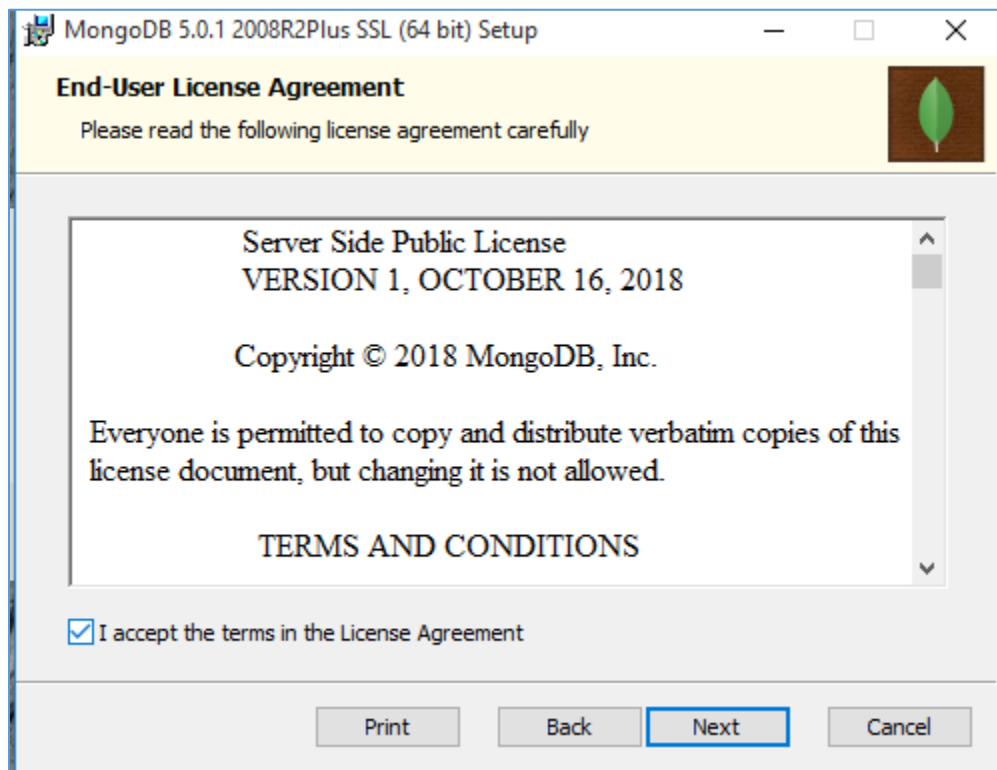 MongoDB 5.0.1 2008R2Plus SSL (64 bit) Setup
End-User License Agreement
Please read the following license agreement carefully
Server Side Public License
VERSION 1, OCTOBER 16, 2018
Copyright © 2018 MongoDB, Inc.
Everyone is permitted to copy and distribute verbatim copies of this
license document, but changing it is not allowed.
TERMS AND CONDITIONS
I accept the terms in the License Agreement
Print Back Next Cancel